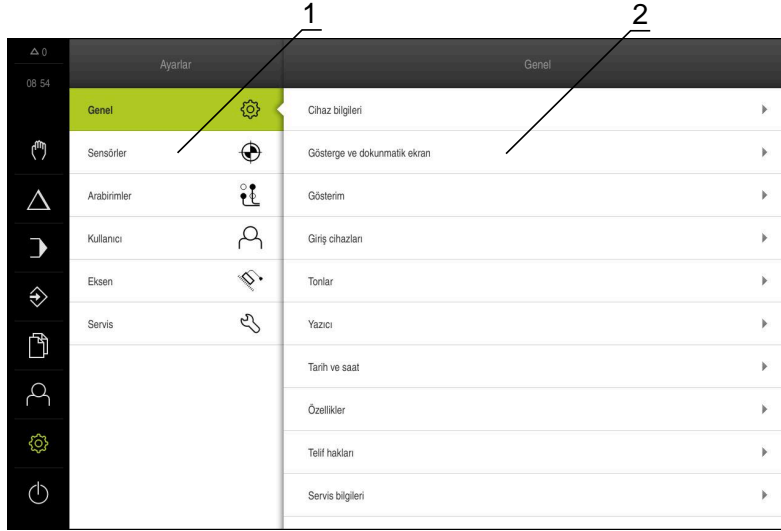 1
2
0
Ayarlar
Genel
08 54
Genel
Cihaz bilgileri
Sensörler
Gösterge ve dokunmatik ekran
Arabirimler
Gösterim
Kullanıcı
Giriş cihazları
Eksen
Tonlar
Servis
Yazıcı
Tarih ve saat
Özellikler
Telif hakları
Servis bilgileri